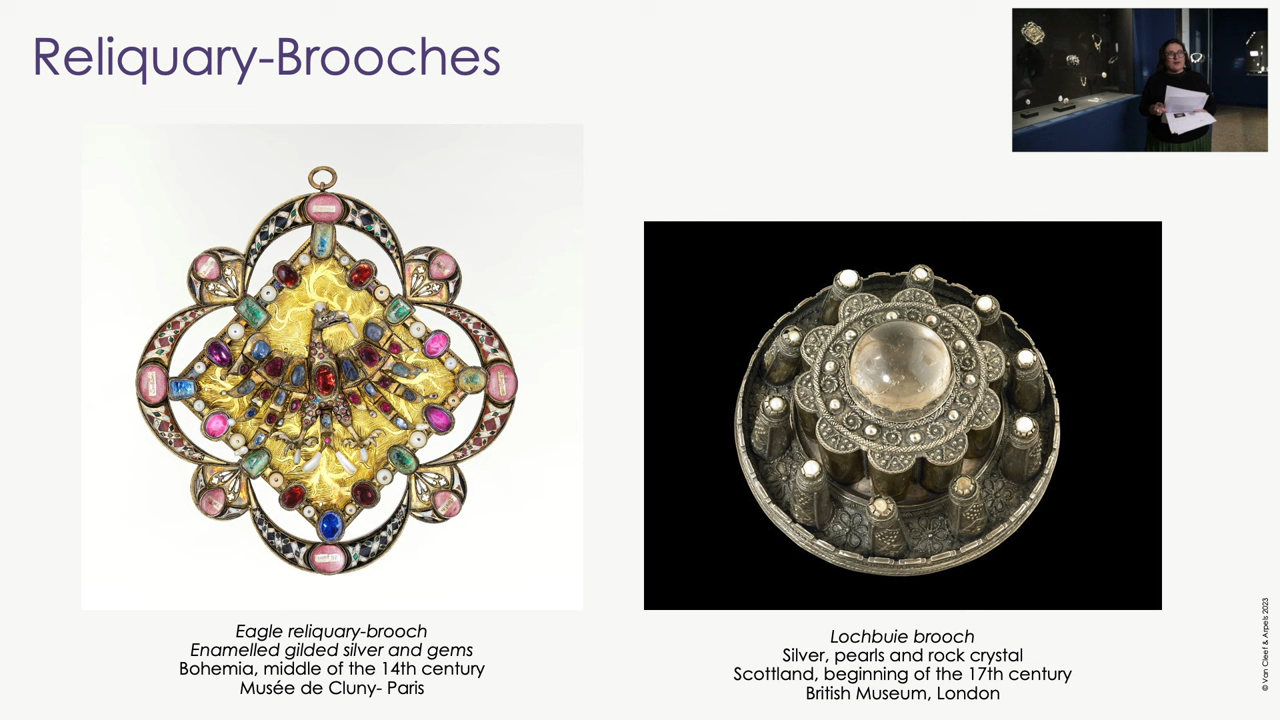 Reliquary-Brooches
Eagle reliquary-brooch
Enamelled gilded silver and gems
Bohemia, middle of the 14th century
Musée de Cluny- Paris
Lochbuie brooch
Silver, pearls and rock crystal
Scottland, beginning of the 17th century
British Museum, London
© Van Cleef & Arpels 2023